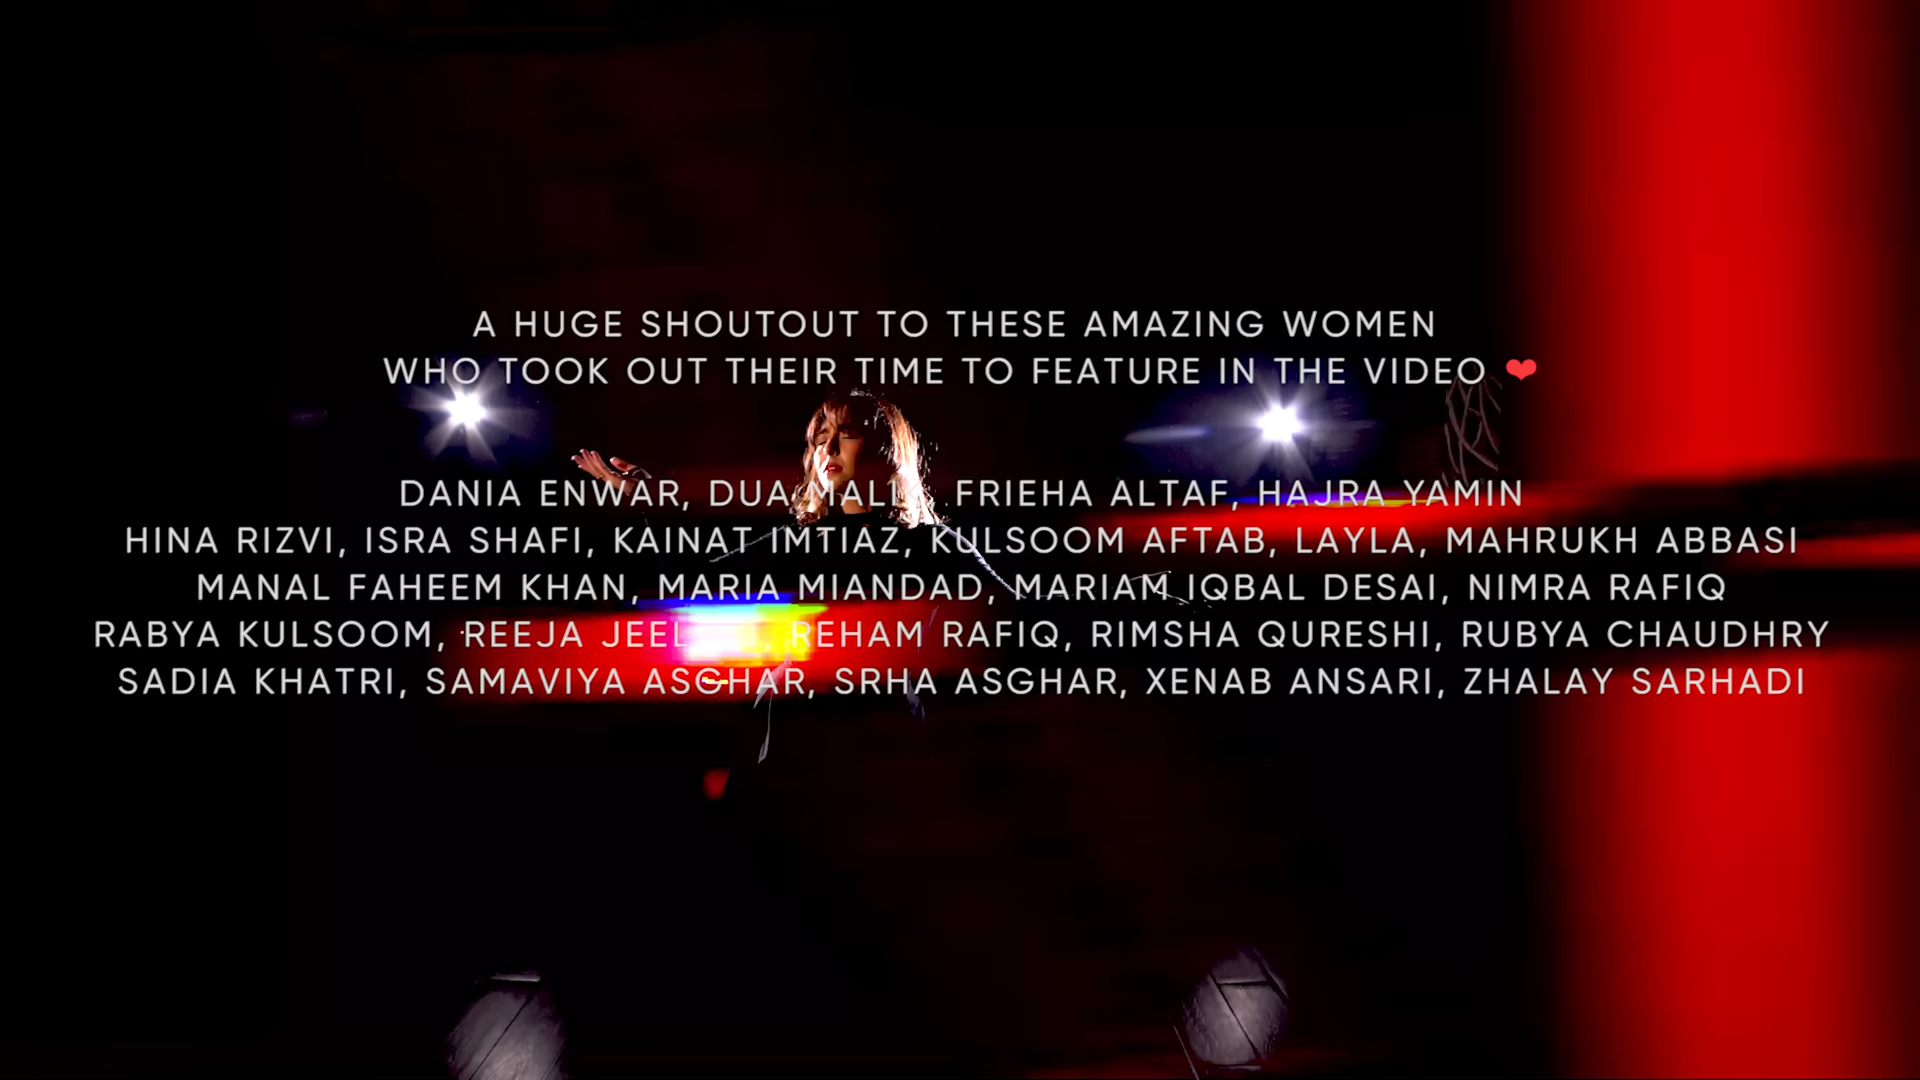 A HUGE SHOUTOUT TO THESE AMAZING WOMEN
WHO TOOK OUT THEIR TIME TO FEATURE IN THE VIDEO ❤
DANIA ENWAR, DUA MALIK, FRIEHA ALTAF, HAJRA YAMIN
HINA RIZVI, ISRA SHAFI, KAINAT IMTIAZ, KULSOOM AFTAB, LAYLA, MAHRUKH ABBASI
MANAL FAHEEM KHAN, MARIA MIANDAD, MARIAM IQBAL DESAI, NIMRA RAFIQ
RABYA KULSOOM, REEJA REHAM RAFIQ, RIMSHA QURESHI, RUBYA CHAUDHRY
SADIA KHATRI, SAMAVIYA ASGHAR, SRHA ASGHAR, XENAB ANSARI, ZHALAY SARHADI